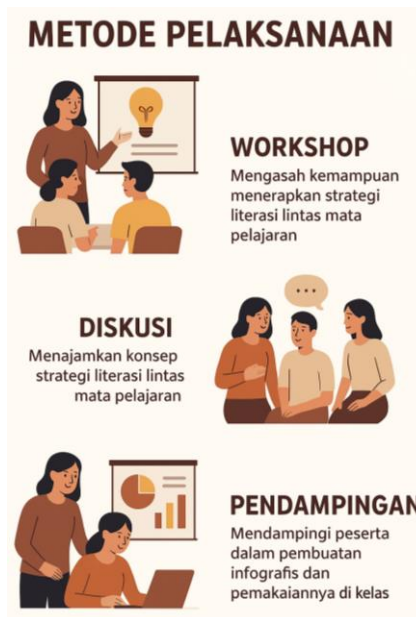 METODE PELAKSANAAN
WORKSHOP
Mengasah kemampuan
menerapkan strategi
literasi lintas mata
pelajaran
DISKUSI
Menajamkan konsep
strategi literasi lintas
mata pelajaran
PENDAMPINGAN
Mendampingi peserta
dalam pembuatan
infografis dan
pemakaiannya di kelas